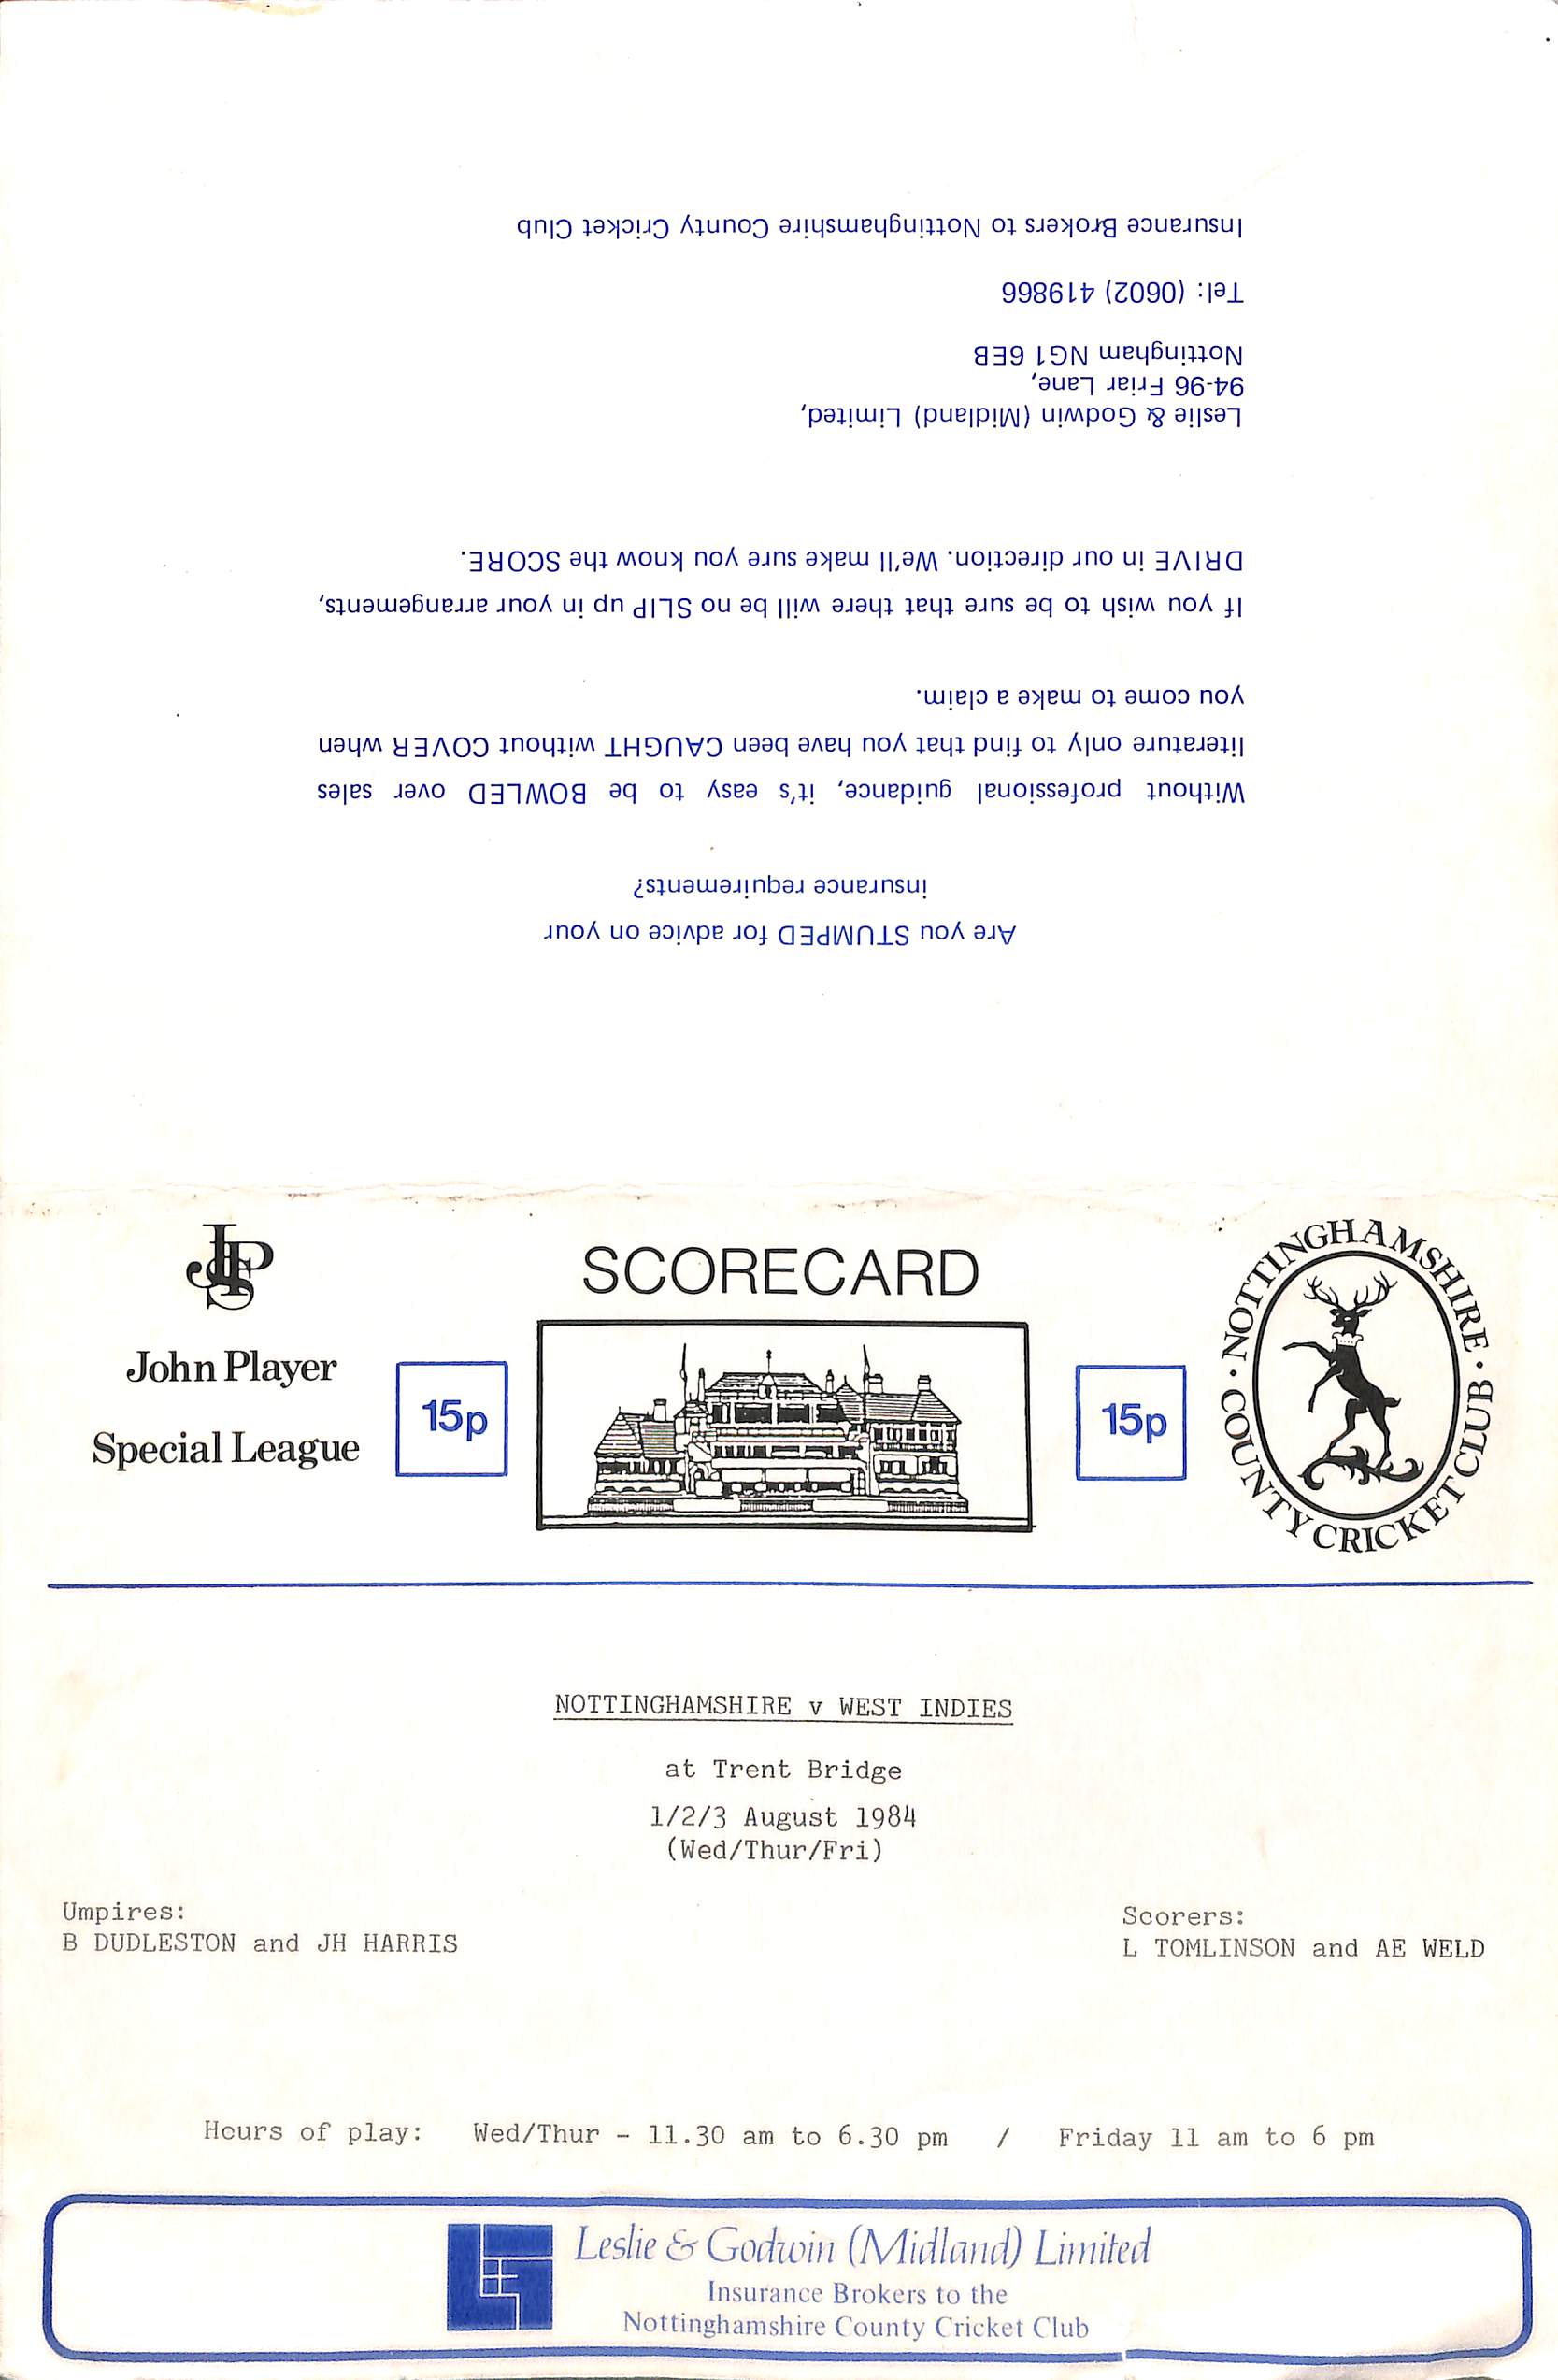 Are you STUMPED for advice on your
insurance requirements?
Without professional guidance, it's easy to be BOWLED over sales
literature only to find that you have been CAUGHT without COVER when
you come to make a claim.
If you wish to be sure that there will be no SLIP up in your arrangements,
DRIVE in our direction. We'll make sure you know the SCORE.
Leslie & Godwin (Midland) Limited,
94-96 Friar Lane,
Nottingham NG1 6EB
Tel: (0602) 419866
Insurance Brokers to Nottinghamshire County Cricket Club
JPS
John Player
Special League
15p
SCORECARD
15p
· NOTTINGHAMSHIRE · COUNTY CRICKET CLUB
NOTTINGHAMSHIRE v WEST INDIES
at Trent Bridge
1/2/3 August 1984
(Wed/Thur/Fri)
Umpires:
B DUDLESTON and JH HARRIS
Scorers:
L TOMLINSON and AE WELD
Hours of play: Wed/Thur - 11.30 am to 6.30 pm / Friday 11 am to 6 pm
Leslie & Godwin (Midland) Limited
Insurance Brokers to the
Nottinghamshire County Cricket Club